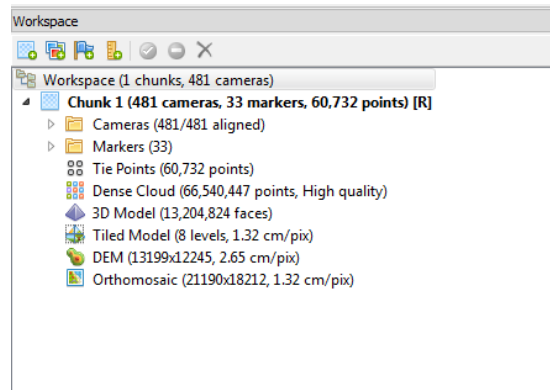 Workspace
Workspace (1 chunks, 481 cameras)
Chunk 1 (481 cameras, 33 markers, 60,732 points) [R]
Cameras (481/481 aligned)
Markers (33)
Tie Points (60,732 points)
Dense Cloud (66,540,447 points, High quality)
3D Model (13,204,824 faces)
Tiled Model (8 levels, 1.32 cm/pix)
DEM (13199x12245, 2.65 cm/pix)
Orthomosaic (21190x18212, 1.32 cm/pix)